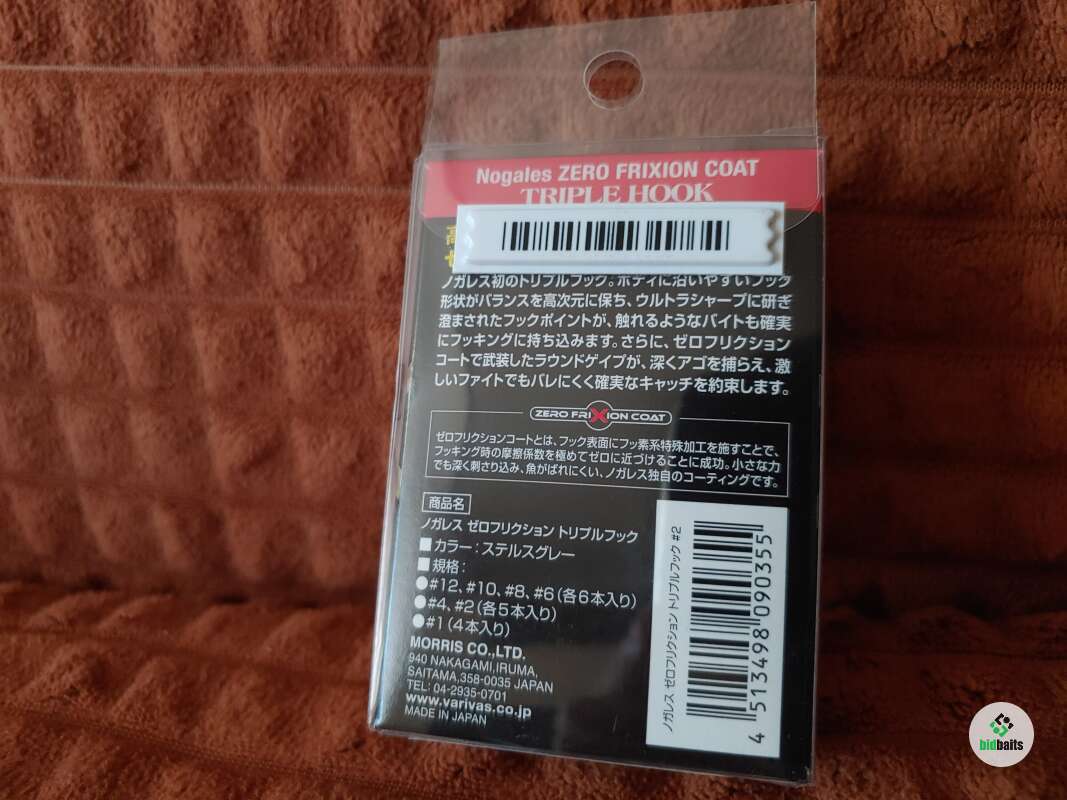 Nogales ZERO FRIXION COAT
TRIPLE HOOK
ノガレス初のトリプルフック。ボディに沿いやすいフック
形状がバランスを高次元に保ち、ウルトラシャープに研ぎ
澄まされたフックポイントが、触れるようなバイトも確実
にフッキングに持ち込みます。さらに、ゼロフリクション
コートで武装したラウンドゲイプが、深くアゴを捕らえ、激
しいファイトでもバレにくく確実なキャッチを約束します。
ZERO FRIXION COAT
ゼロフリクションコートとは、フック表面にフッ素系特殊加工を施すことで、
フッキング時の摩擦係数を極めてゼロに近づけることに成功。小さな力
でも深く刺さり込み、魚がばれにくい、ノガレス独自のコーティングです。
商品名
ノガレス ゼロフリクション トリプルフック
■カラー：ステルスグレー
■規格：
●#12、#10、#8、#6（各6本入り）
●#4、#2（各5本入り）
●#1（4本入り）
MORRIS CO.,LTD.
940 NAKAGAMI,IRUMA,
SAITAMA,358-0035 JAPAN
TEL: 04-2935-0701
www.varivas.co.jp
MADE IN JAPAN
ノガレス ゼロフリクション トリプルフック #2
4 513498 090355
bidbaits